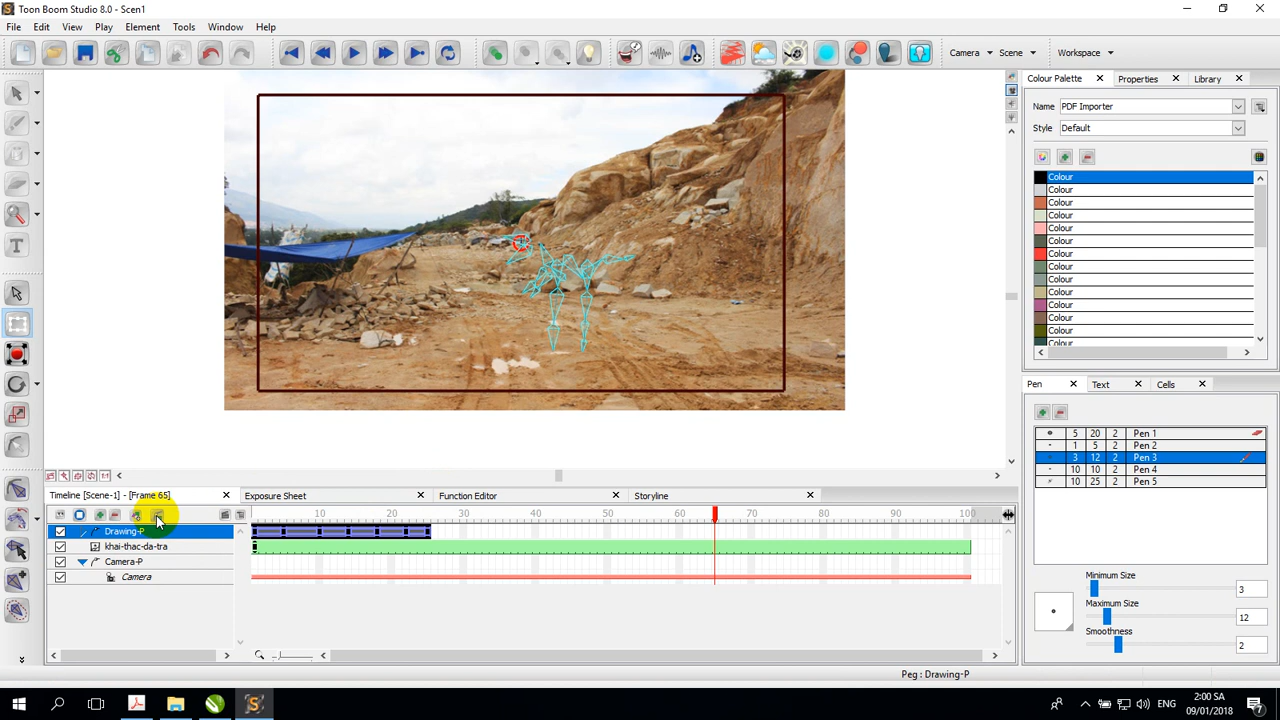 Toon Boom Studio 8.0 - Scen1
File Edit View Play Element Tools Window Help
Camera Scene Workspace
Colour Palette Properties Library
Name PDF Importer
Style Default
Colour
Colour
Colour
Colour
Colour
Colour
Colour
Colour
Colour
Colour
Colour
Colour
Colour
Colour
Pen Text Cells
5 20 2 Pen 1
1 5 2 Pen 2
3 12 2 Pen 3
10 10 2 Pen 4
10 25 2 Pen 5
Minimum Size
3
Maximum Size
12
Smoothness
2
Timeline [Scene-1] - [Frame 65] Exposure Sheet Function Editor Storyline
10 20 30 40 50 60 70 80 90 100
Drawing-P
khai-thac-da-tra
Camera-P
Camera
Peg : Drawing-P
ENG
2:00 SA
09/01/2018